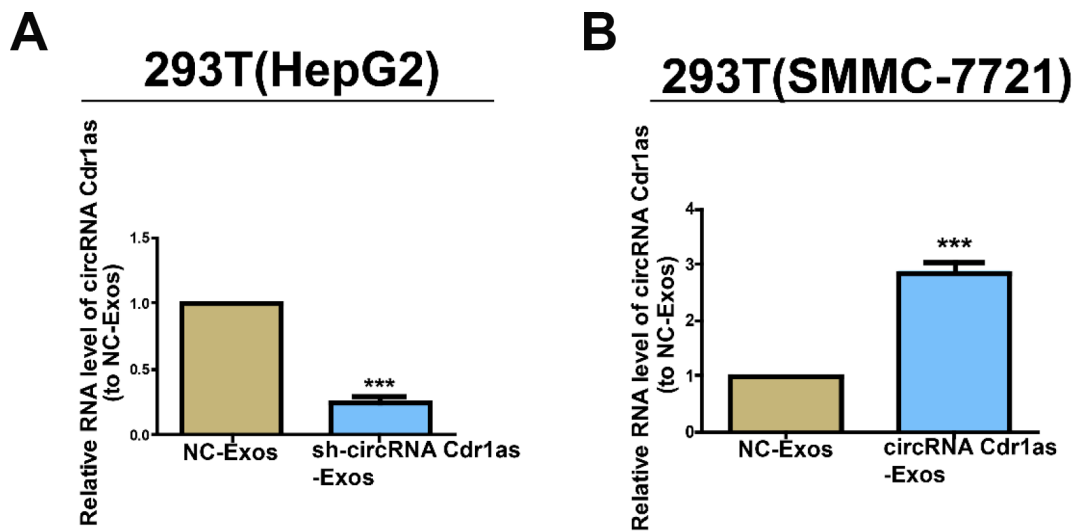 A
293T(HepG2)
Relative RNA level of circRNA Cdr1as
(to NC-Exos)
1.5
1.0
0.5
0.0
***
NC-Exos
sh-circRNA Cdr1as
-Exos
B
293T(SMMC-7721)
Relative RNA level of circRNA Cdr1as
(to NC-Exos)
4
3
2
1
0
***
NC-Exos
circRNA Cdr1as
-Exos